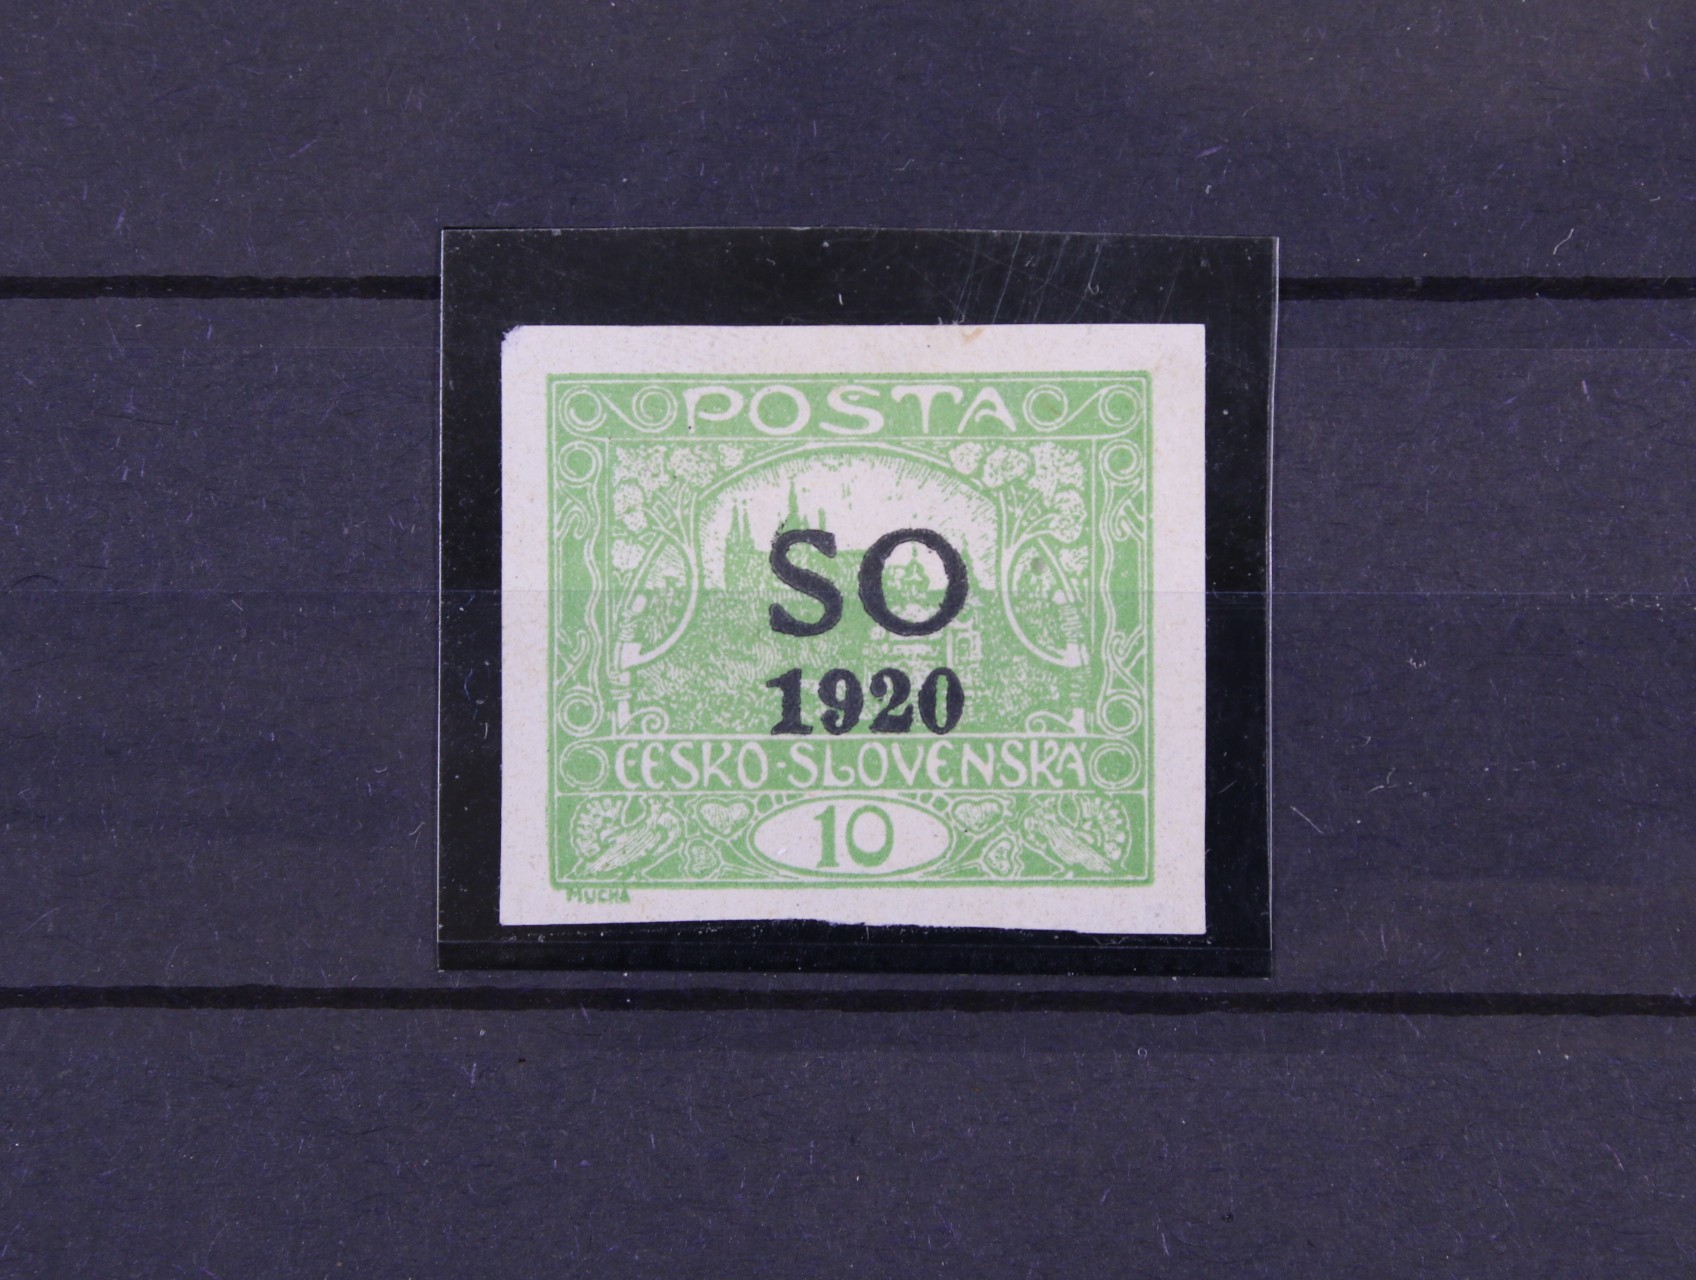 POSTA
SO
1920
ČESKO-SLOVENSKÁ
10
MUCHA